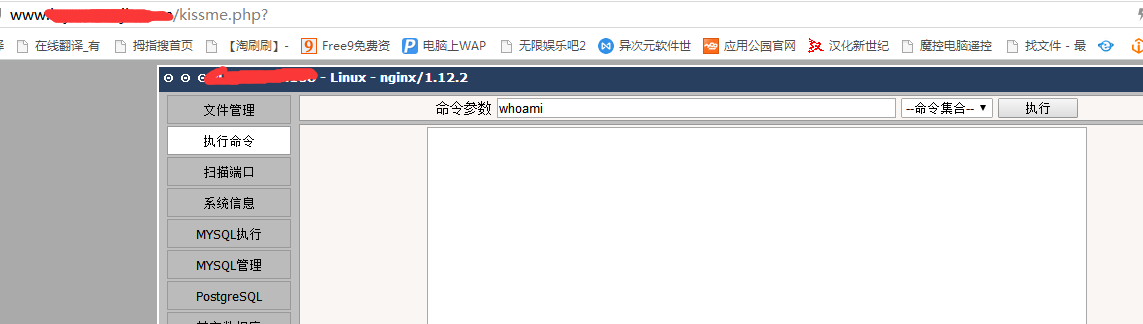 www. /kissme.php?
在线翻译_有 拇指搜首页 【淘刷刷】- Free9免费资 电脑上WAP 无限娱乐吧2 异次元软件世 应用公园官网 汉化新世纪 魔控电脑遥控 找文件 - 最
- Linux - nginx/1.12.2
文件管理 命令参数 whoami --命令集合-- 执行
执行命令
扫描端口
系统信息
MYSQL执行
MYSQL管理
PostgreSQL